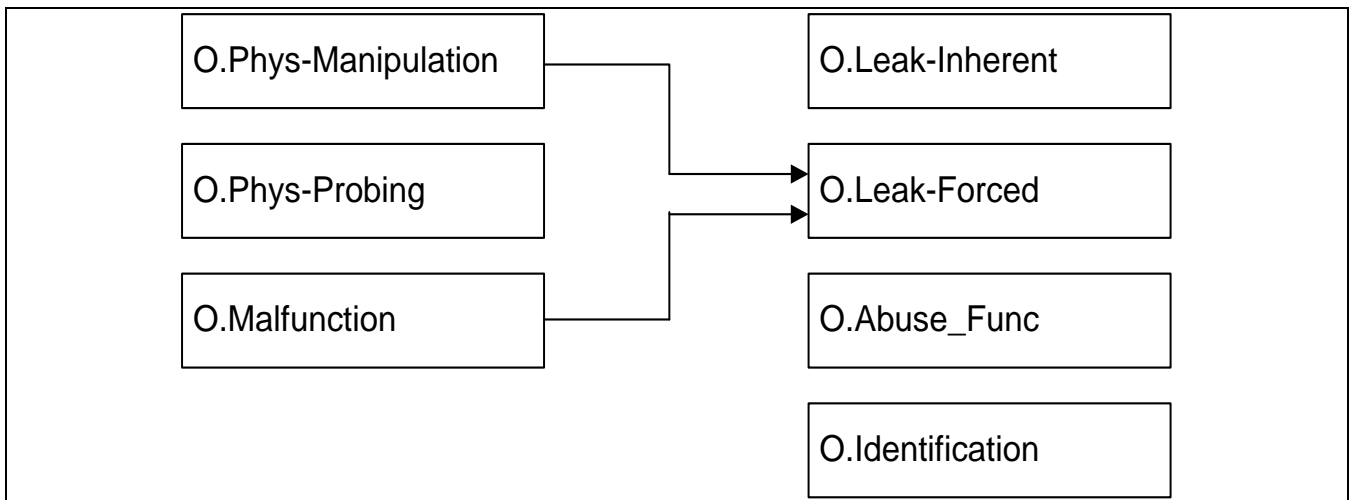 O.Phys-Manipulation
O.Leak-Inherent
O.Phys-Probing
O.Leak-Forced
O.Malfunction
O.Abuse_Func
O.Identification